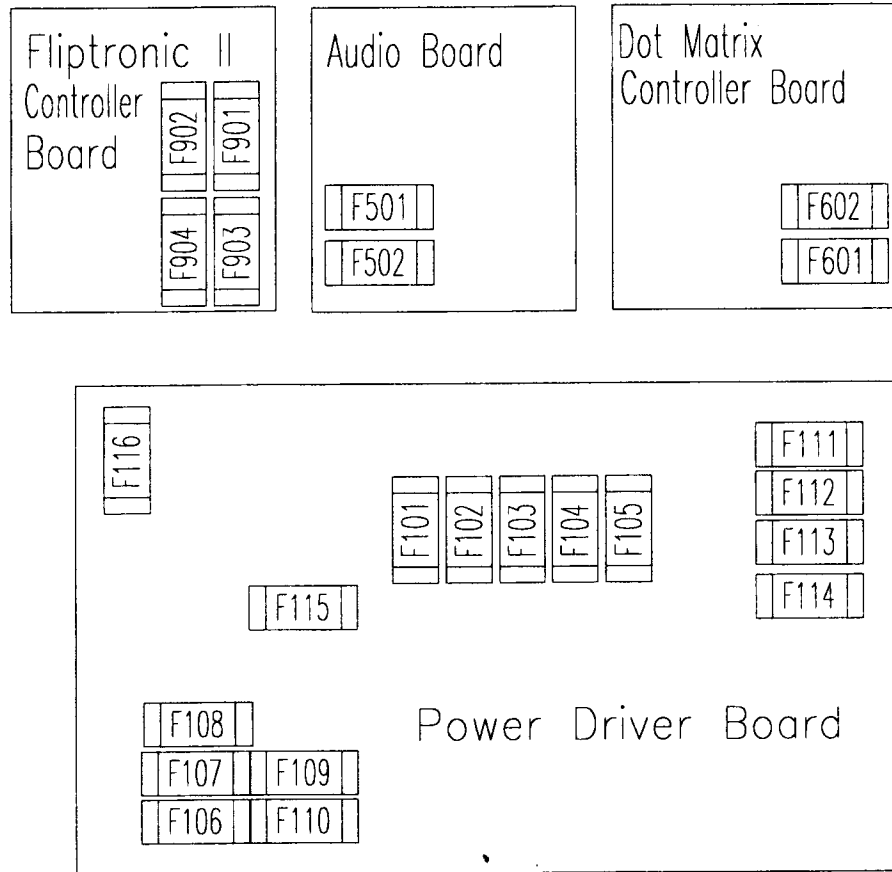 Fliptronic II
Controller
Board
F902
F901
F904
F903
Audio Board
F501
F502
Dot Matrix
Controller Board
F602
F601
F116
F101
F102
F103
F104
F105
F111
F112
F113
F114
F115
Power Driver Board
F108
F107
F109
F106
F110